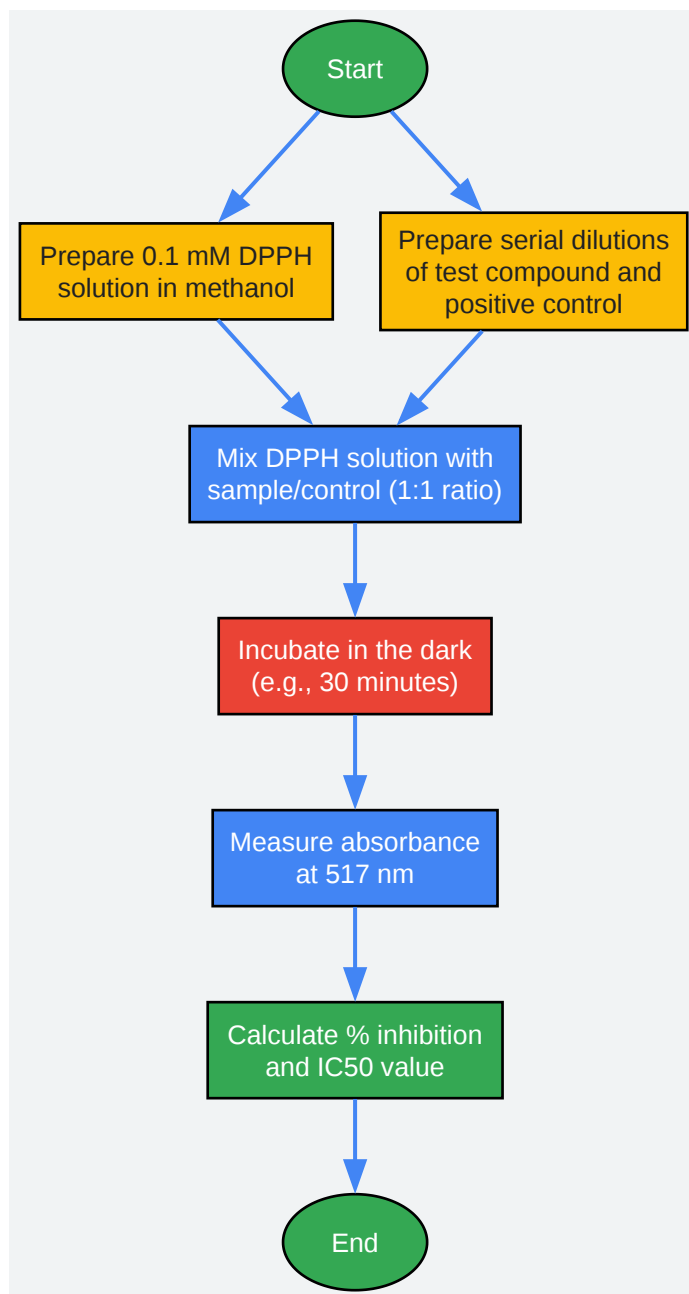 Start
Prepare 0.1 mM DPPH
solution in methanol
Prepare serial dilutions
of test compound and
positive control
Mix DPPH solution with
sample/control (1:1 ratio)
Incubate in the dark
(e.g., 30 minutes)
Measure absorbance
at 517 nm
Calculate % inhibition
and IC50 value
End